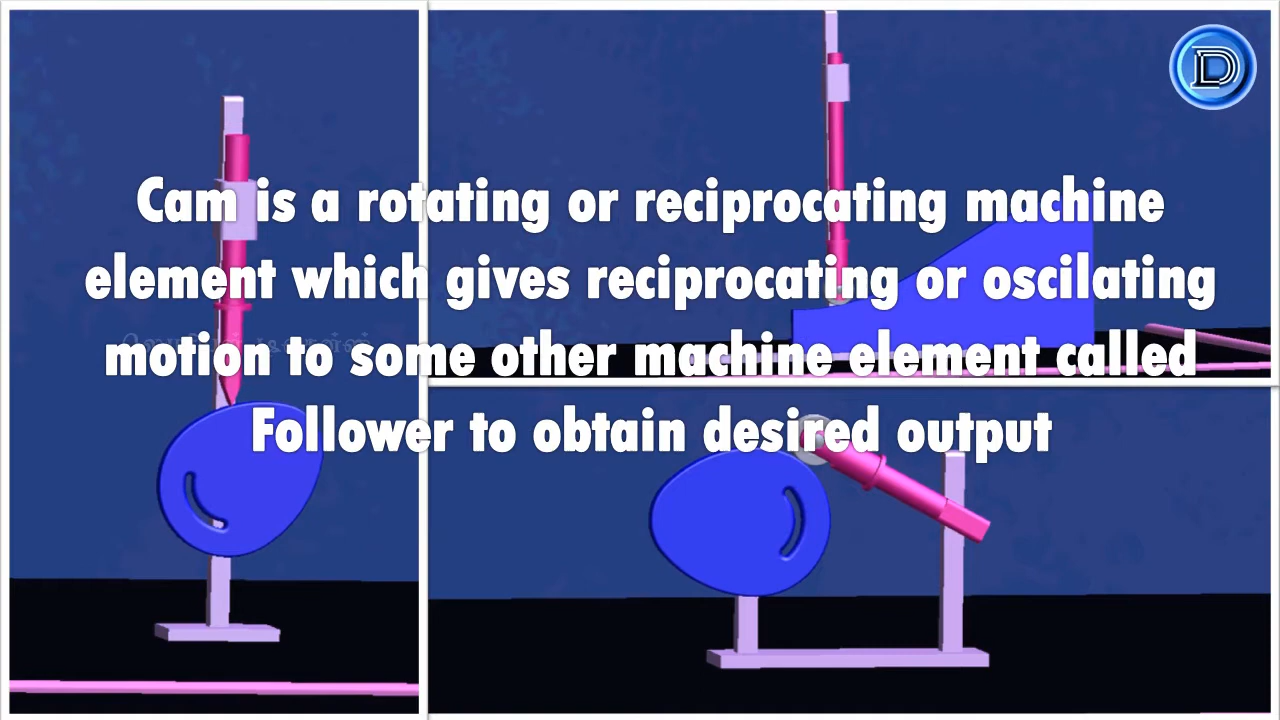 D
Cam is a rotating or reciprocating machine
element which gives reciprocating or oscilating
motion to some other machine element called
Follower to obtain desired output